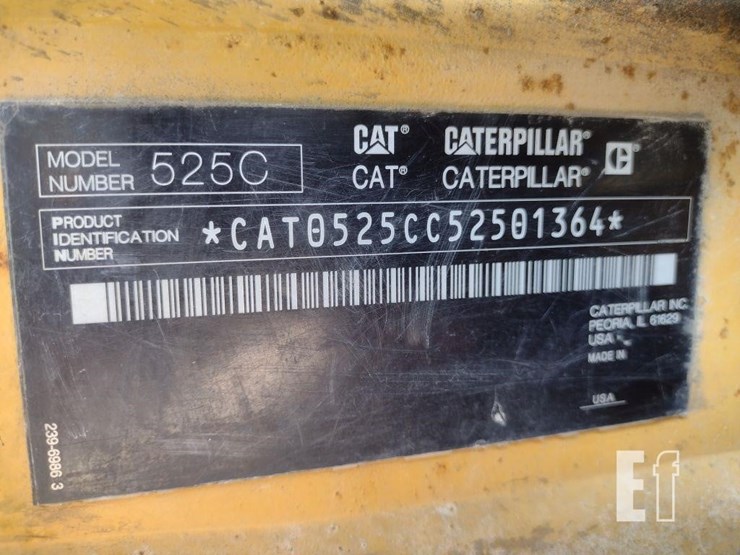 CAT® CATERPILLAR®
CAT® CATERPILLAR® C®
MODEL NUMBER 525C
PRODUCT IDENTIFICATION NUMBER *CAT0525CC52501364*
CATERPILLAR INC.
PEORIA, IL 61629
USA
MADE IN
USA
239-6986 3
Ef